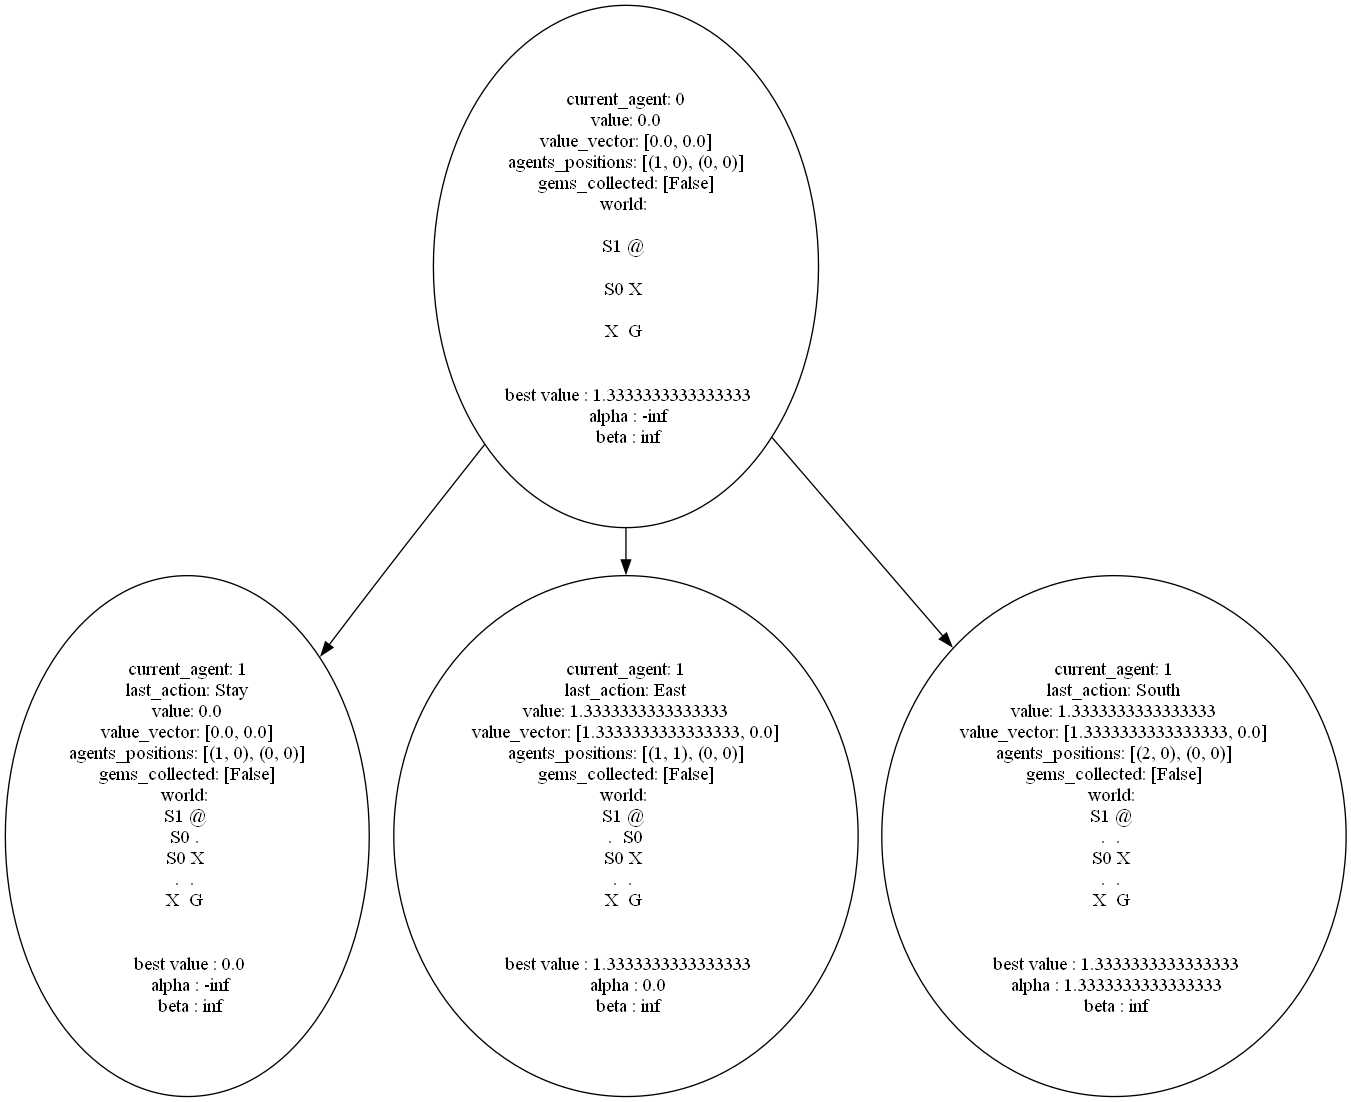 current_agent: 0
value: 0.0
value_vector: [0.0, 0.0]
agents_positions: [(1, 0), (0, 0)]
gems_collected: [False]
world:
S1 @
S0 X
X G
best value : 1.3333333333333333
alpha : -inf
beta : inf
current_agent: 1
last_action: Stay
value: 0.0
value_vector: [0.0, 0.0]
agents_positions: [(1, 0), (0, 0)]
gems_collected: [False]
world:
S1 @
S0 .
S0 X
. .
X G
best value : 0.0
alpha : -inf
beta : inf
current_agent: 1
last_action: East
value: 1.3333333333333333
value_vector: [1.3333333333333333, 0.0]
agents_positions: [(1, 1), (0, 0)]
gems_collected: [False]
world:
S1 @
. S0
S0 X
. .
X G
best value : 1.3333333333333333
alpha : 0.0
beta : inf
current_agent: 1
last_action: South
value: 1.3333333333333333
value_vector: [1.3333333333333333, 0.0]
agents_positions: [(2, 0), (0, 0)]
gems_collected: [False]
world:
S1 @
. .
S0 X
. .
X G
best value : 1.3333333333333333
alpha : 1.3333333333333333
beta : inf